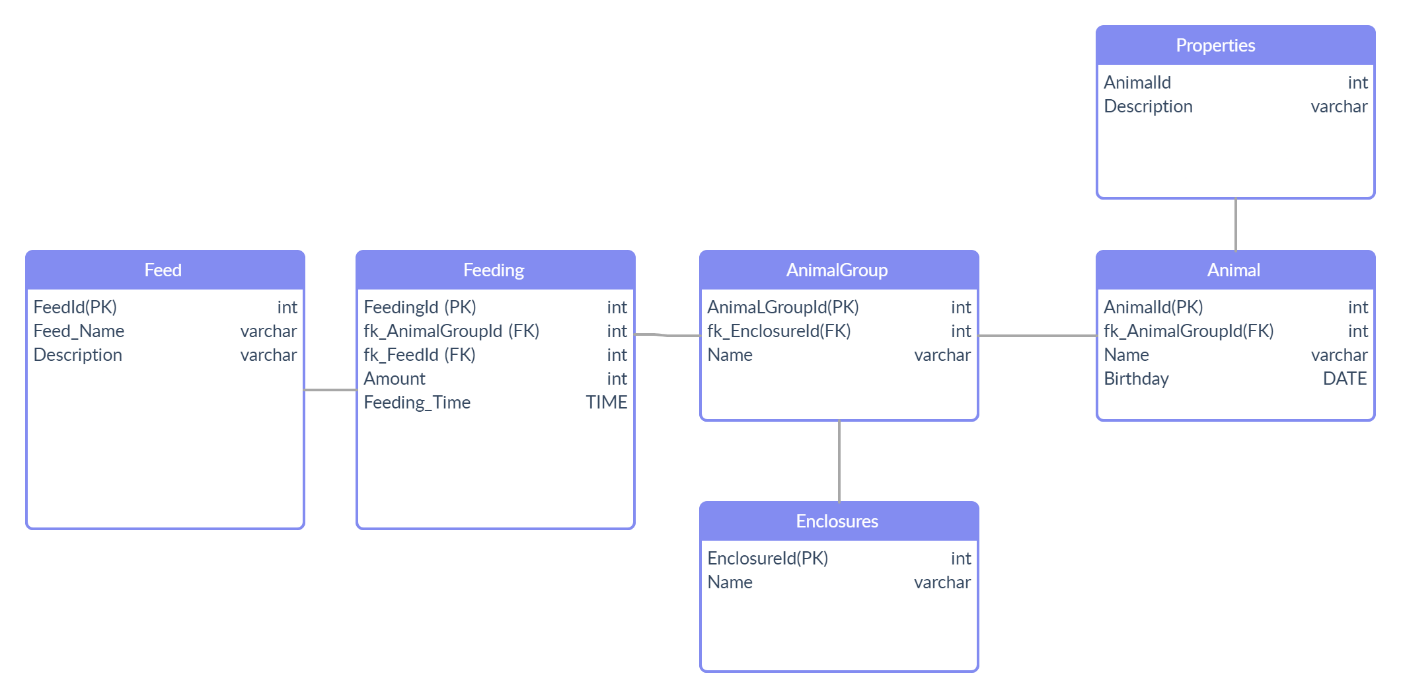 Properties
AnimalId int
Description varchar
Feed
FeedId(PK) int
Feed_Name varchar
Description varchar
Feeding
FeedingId (PK) int
fk_AnimalGroupId (FK) int
fk_FeedId (FK) int
Amount int
Feeding_Time TIME
AnimalGroup
AnimaLGroupId(PK) int
fk_EnclosureId(FK) int
Name varchar
Animal
AnimalId(PK) int
fk_AnimalGroupId(FK) int
Name varchar
Birthday DATE
Enclosures
EnclosureId(PK) int
Name varchar